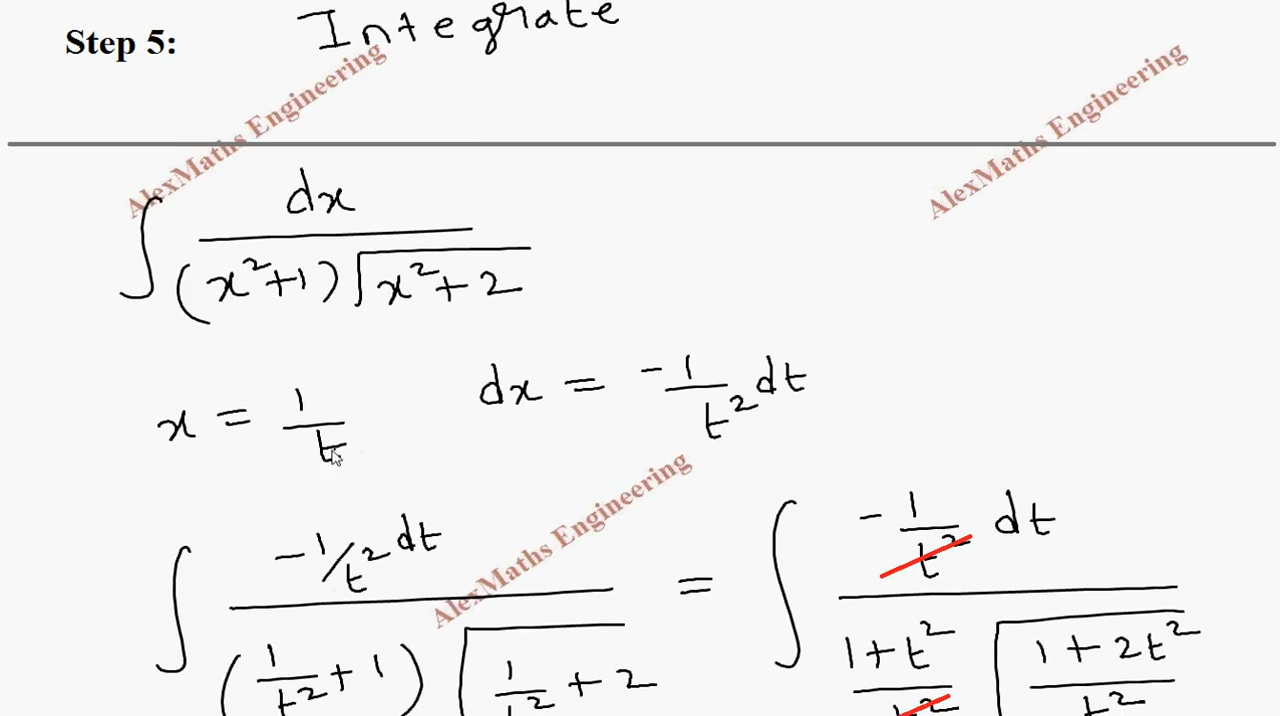 Step 5: Integrate
AlexMaths Engineering
AlexMaths Engineering
∫ dx / (x²+1)√(x²+2)
x = 1/t dx = -1/t² dt
AlexMaths Engineering
∫ -1/t² dt / (1/t² + 1) √(1/t² + 2) = ∫ -1/t² dt / (1+t²)/t² √((1+2t²)/t²)